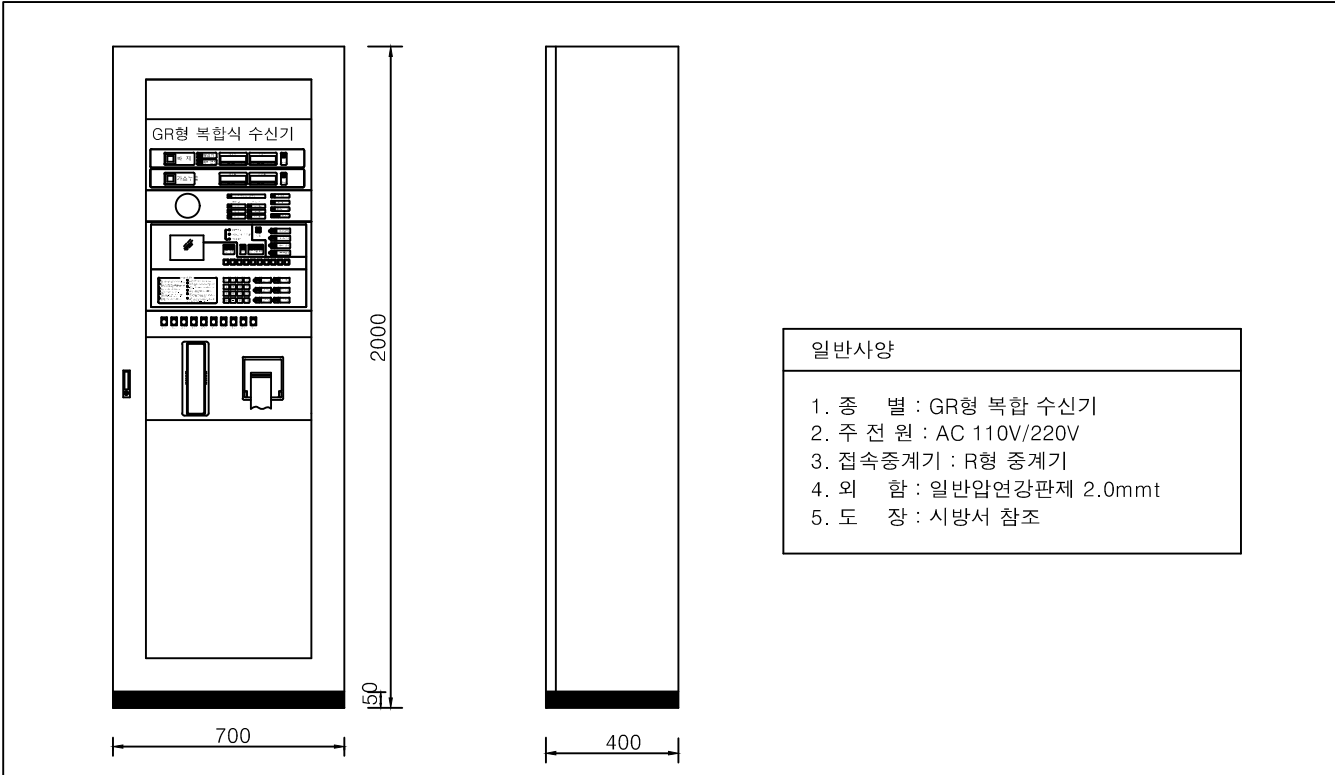 GR형 복합식 수신기
2000
50
700
400
일반사양
1. 종 별 : GR형 복합 수신기
2. 주 전 원 : AC 110V/220V
3. 접속중계기 : R형 중계기
4. 외 함 : 일반압연강판제 2.0mmt
5. 도 장 : 시방서 참조